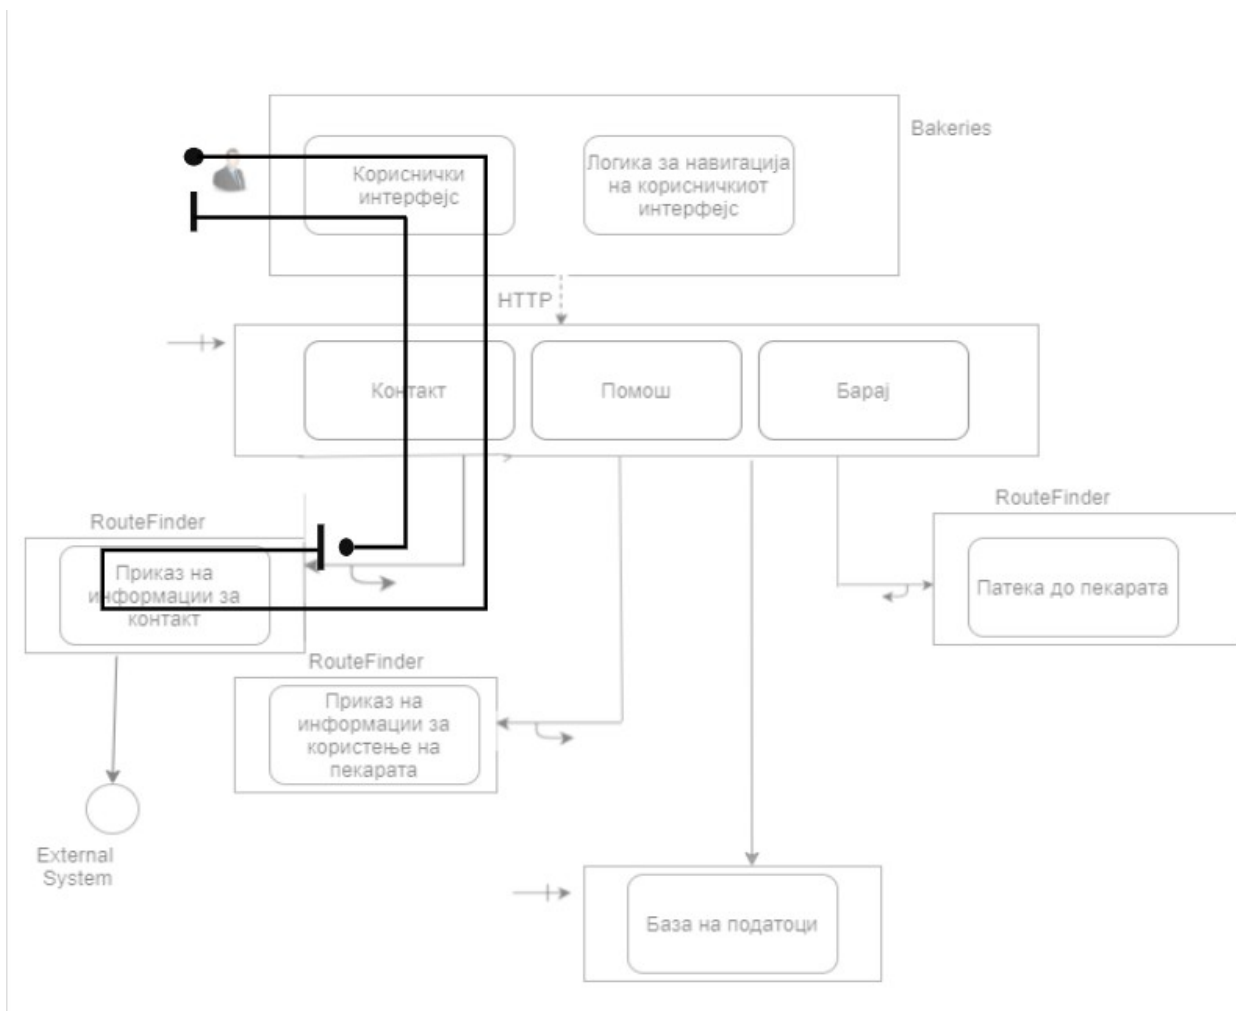 Bakeries
Кориснички
интерфејс
Логика за навигација
на корисничкиот
интерфејс
HTTP
Контакт
Помош
Барај
RouteFinder
Приказ на
информации за
контакт
RouteFinder
Патека до пекарата
RouteFinder
Приказ на
информации за
користење на
пекарата
External
System
База на податоци